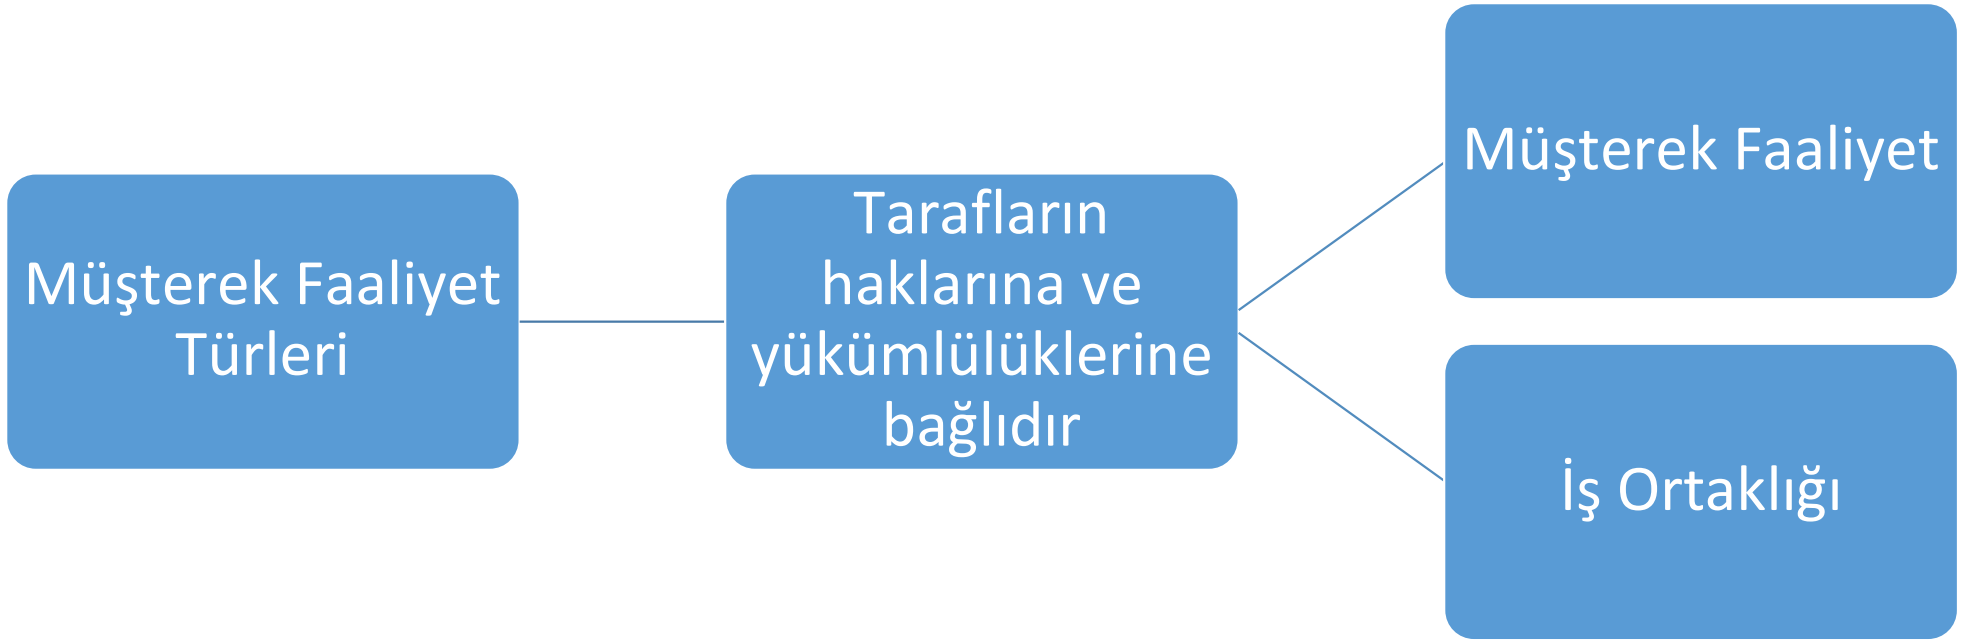 Müşterek Faaliyet
Türleri
Tarafların
haklarına ve
yükümlülüklerine
bağlıdır
Müşterek Faaliyet
İş Ortaklığı